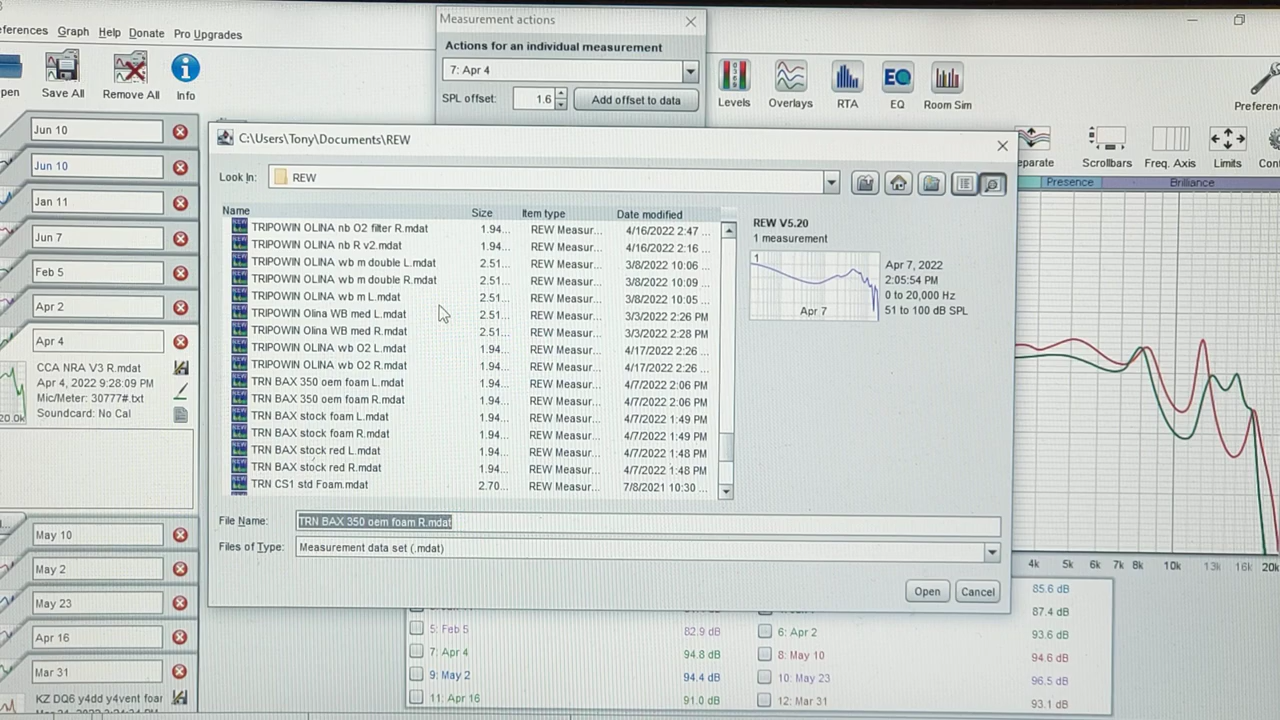 Measurement actions
eferences Graph Help Donate Pro Upgrades
Actions for an individual measurement
7: Apr 4
SPL offset: 1.6 Add offset to data
pen Save All Remove All Info
Levels Overlays RTA EQ Room Sim
Preferen
eparate Scrollbars Freq. Axis Limits Con
Presence Brilliance
Jun 10
Jun 10
Jan 11
Jun 7
Feb 5
Apr 2
Apr 4
CCA NRA V3 R.mdat
Apr 4, 2022 9:28:09 PM
Mic/Meter: 30777#.txt
Soundcard: No Cal
20.0k
May 10
May 2
May 23
Apr 16
Mar 31
KZ DQ6 y4dd y4vent foar
C:\Users\Tony\Documents\REW
Look In: REW
Name Size Item type Date modified
TRIPOWIN OLINA nb O2 filter R.mdat 1.94... REW Measur... 4/16/2022 2:47 ...
TRIPOWIN OLINA nb R v2.mdat 1.94... REW Measur... 4/16/2022 2:16 ...
TRIPOWIN OLINA wb m double L.mdat 2.51... REW Measur... 3/8/2022 10:06 ...
TRIPOWIN OLINA wb m double R.mdat 2.51... REW Measur... 3/8/2022 10:09 ...
TRIPOWIN OLINA wb m L.mdat 2.51... REW Measur... 3/8/2022 10:05 ...
TRIPOWIN Olina WB med L.mdat 2.51... REW Measur... 3/3/2022 2:26 PM
TRIPOWIN Olina WB med R.mdat 2.51... REW Measur... 3/3/2022 2:28 PM
TRIPOWIN OLINA wb O2 L.mdat 1.94... REW Measur... 4/17/2022 2:26 ...
TRIPOWIN OLINA wb O2 R.mdat 1.94... REW Measur... 4/17/2022 2:26 ...
TRN BAX 350 oem foam L.mdat 1.94... REW Measur... 4/7/2022 2:06 PM
TRN BAX 350 oem foam R.mdat 1.94... REW Measur... 4/7/2022 2:06 PM
TRN BAX stock foam L.mdat 1.94... REW Measur... 4/7/2022 1:49 PM
TRN BAX stock foam R.mdat 1.94... REW Measur... 4/7/2022 1:49 PM
TRN BAX stock red L.mdat 1.94... REW Measur... 4/7/2022 1:48 PM
TRN BAX stock red R.mdat 1.94... REW Measur... 4/7/2022 1:48 PM
TRN CS1 std Foam.mdat 2.70... REW Measur... 7/8/2021 10:30 ...
REW V5.20
1 measurement
1
Apr 7
Apr 7, 2022
2:05:54 PM
0 to 20,000 Hz
51 to 100 dB SPL
File Name: TRN BAX 350 oem foam R.mdat
Files of Type: Measurement data set (.mdat)
Open Cancel
4k 5k 6k 7k 8k 10k 13k 16k 20k
85.6 dB
87.4 dB
5: Feb 5 82.9 dB 6: Apr 2 93.6 dB
7: Apr 4 94.8 dB 8: May 10 94.6 dB
9: May 2 94.4 dB 10: May 23 96.5 dB
11: Apr 16 91.0 dB 12: Mar 31 93.1 dB